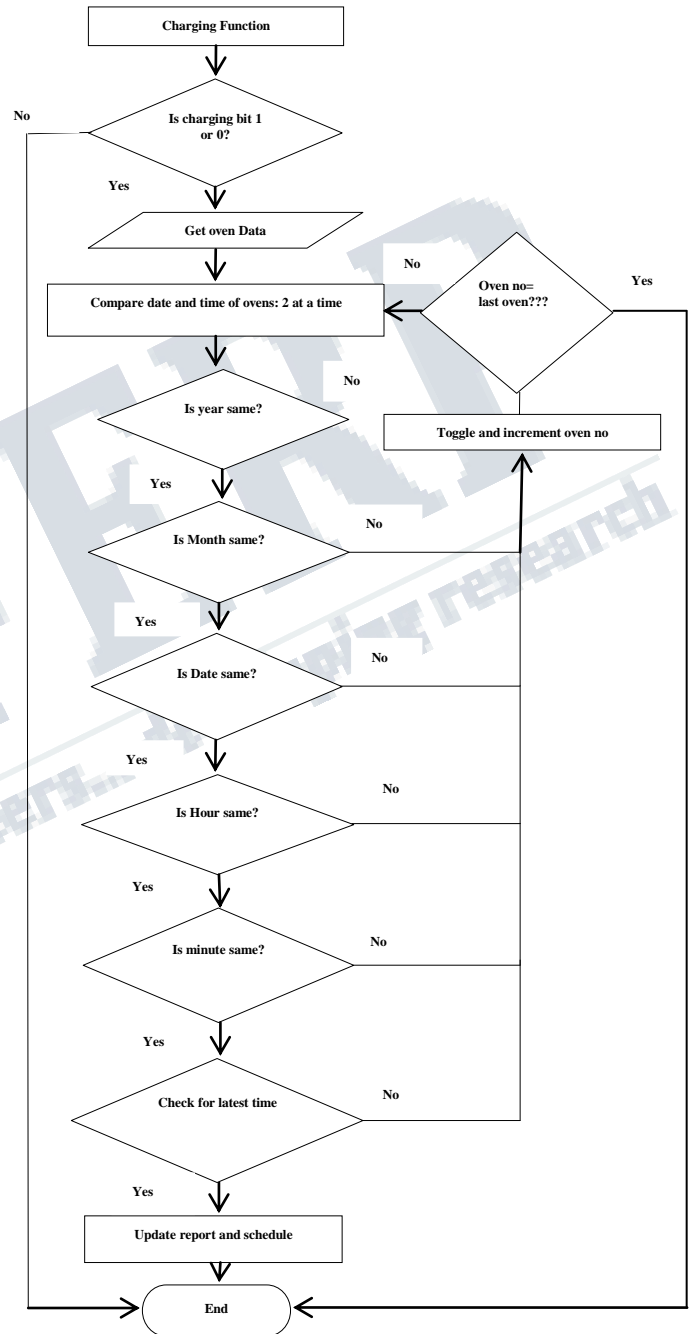 Charging Function
No
Is charging bit 1
or 0?
Yes
Get oven Data
No
Oven no=
last oven???
Yes
Compare date and time of ovens: 2 at a time
No
Is year same?
Toggle and increment oven no
Yes
No
Is Month same?
Yes
No
Is Date same?
Yes
No
Is Hour same?
Yes
No
Is minute same?
Yes
Check for latest time
No
Yes
Update report and schedule
End